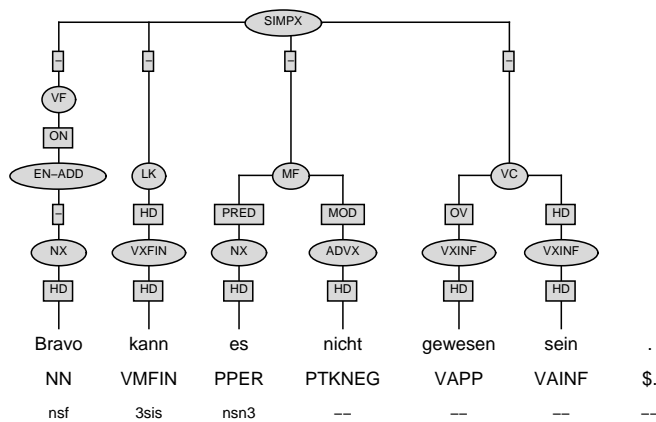 SIMPX
– – – –
VF
ON
EN–ADD LK MF VC
– HD PRED MOD OV HD
NX VXFIN NX ADVX VXINF VXINF
HD HD HD HD HD HD
Bravo kann es nicht gewesen sein .
NN VMFIN PPER PTKNEG VAPP VAINF $.
nsf 3sis nsn3 –– –– –– ––